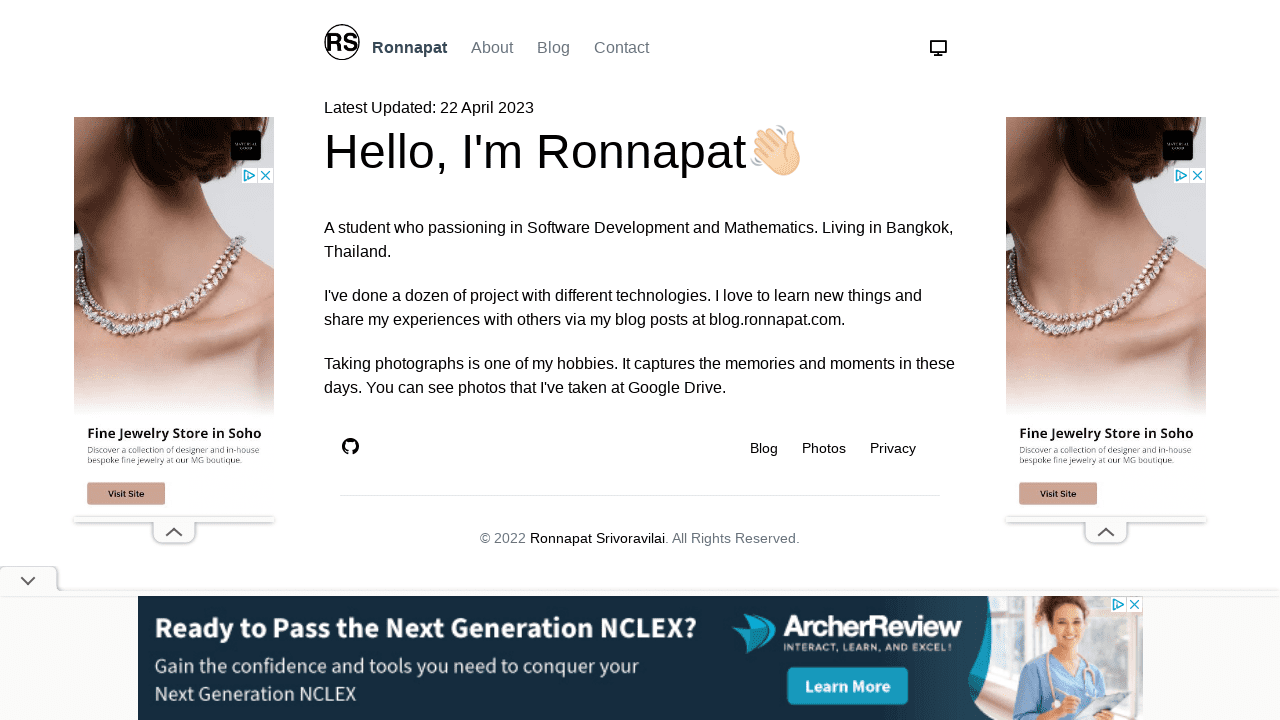 RS
Ronnapat About Blog Contact
Latest Updated: 22 April 2023
Hello, I'm Ronnapat👋🏻
A student who passioning in Software Development and Mathematics. Living in Bangkok,
Thailand.
I've done a dozen of project with different technologies. I love to learn new things and
share my experiences with others via my blog posts at blog.ronnapat.com.
Taking photographs is one of my hobbies. It captures the memories and moments in these
days. You can see photos that I've taken at Google Drive.
Blog Photos Privacy
© 2022 Ronnapat Srivoravilai. All Rights Reserved.
MATERIAL
GOOD
Fine Jewelry Store in Soho
Discover a collection of designer and in-house
bespoke fine jewelry at our MG boutique.
Visit Site
MATERIAL
GOOD
Fine Jewelry Store in Soho
Discover a collection of designer and in-house
bespoke fine jewelry at our MG boutique.
Visit Site
Ready to Pass the Next Generation NCLEX?
Gain the confidence and tools you need to conquer your
Next Generation NCLEX
ArcherReview
INTERACT, LEARN, AND EXCEL!
Learn More